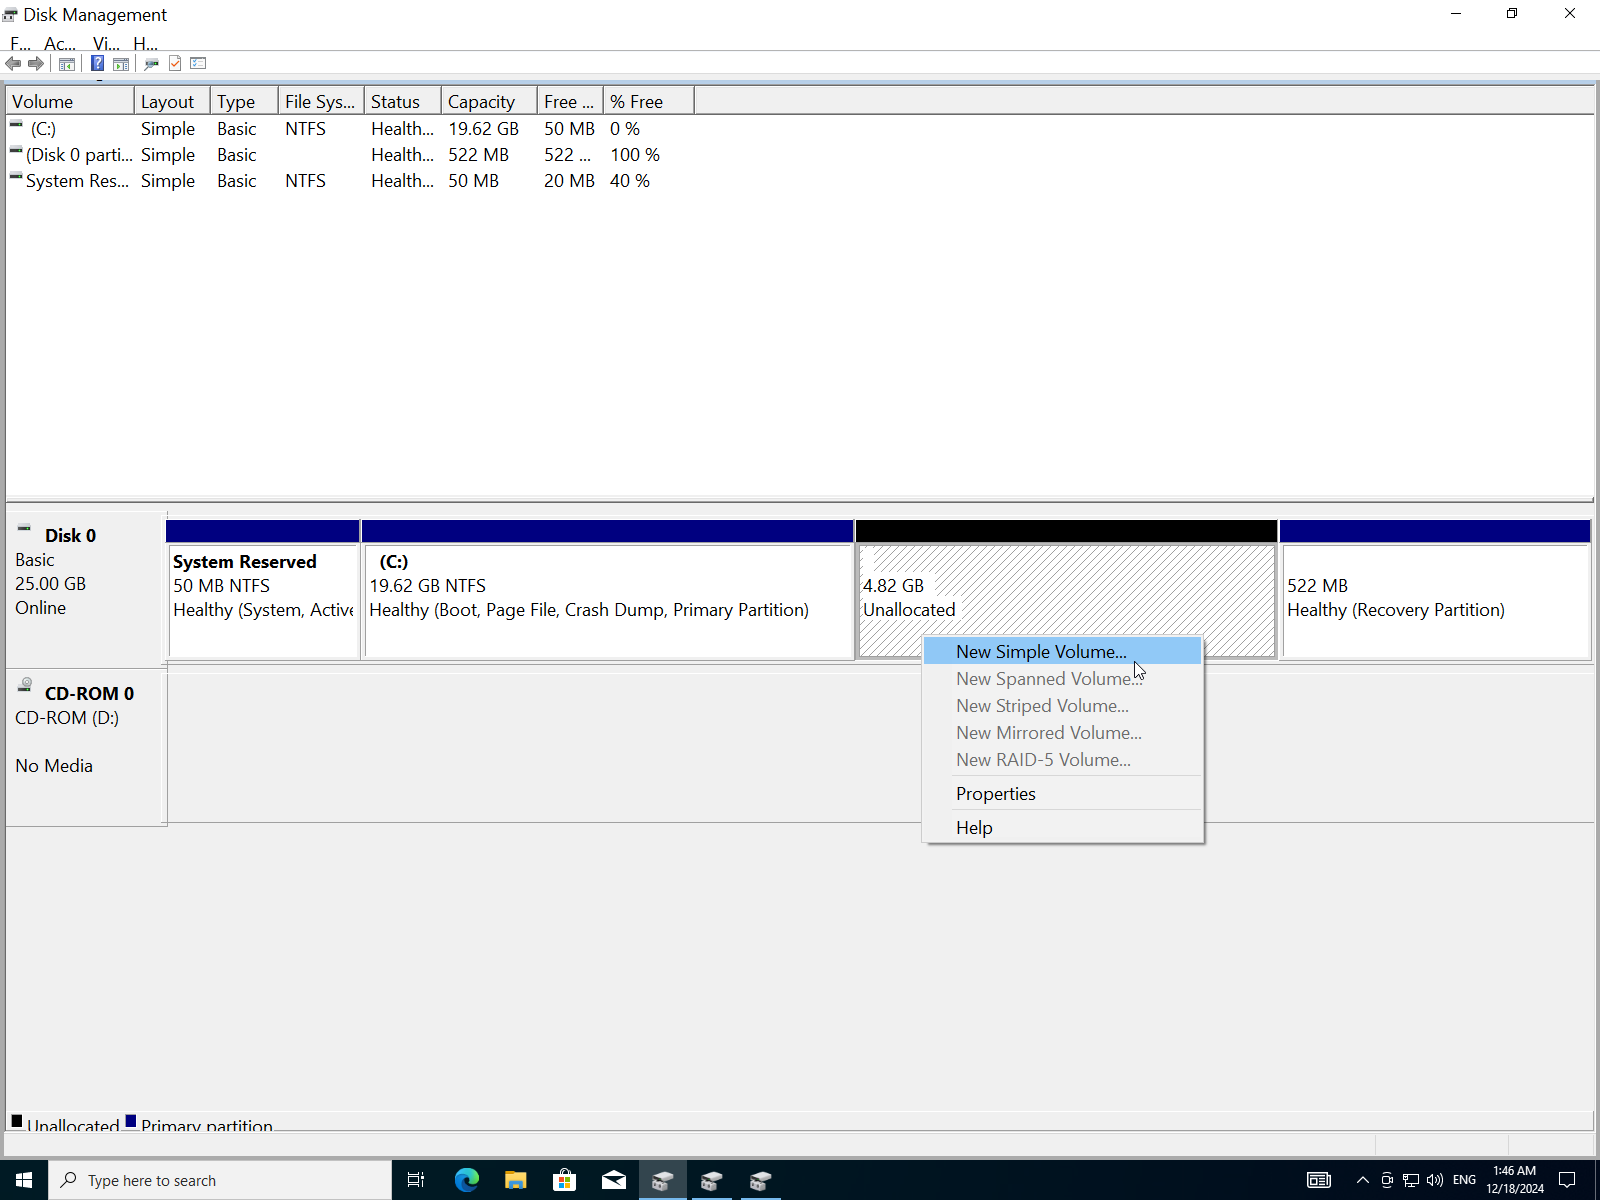 Disk Management
F... Ac... Vi... H...
Volume Layout Type File Sys... Status Capacity Free ... % Free
(C:) Simple Basic NTFS Health... 19.62 GB 50 MB 0 %
(Disk 0 parti... Simple Basic Health... 522 MB 522 ... 100 %
System Res... Simple Basic NTFS Health... 50 MB 20 MB 40 %
Disk 0
Basic
25.00 GB
Online
System Reserved
50 MB NTFS
Healthy (System, Active
(C:)
19.62 GB NTFS
Healthy (Boot, Page File, Crash Dump, Primary Partition)
4.82 GB
Unallocated
522 MB
Healthy (Recovery Partition)
New Simple Volume...
New Spanned Volume...
New Striped Volume...
New Mirrored Volume...
New RAID-5 Volume...
Properties
Help
CD-ROM 0
CD-ROM (D:)
No Media
Unallocated Primary partition
Type here to search
ENG
1:46 AM
12/18/2024